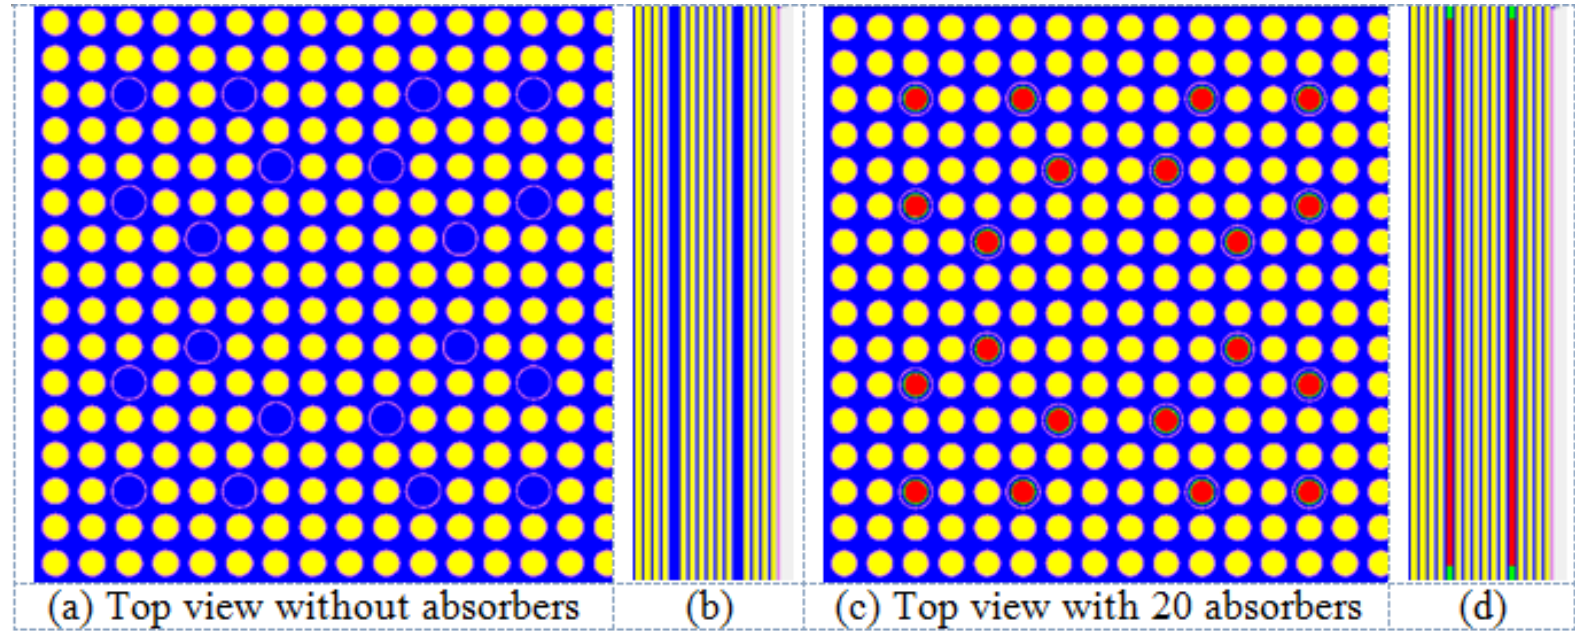 (a) Top view without absorbers
(b)
(c) Top view with 20 absorbers
(d)